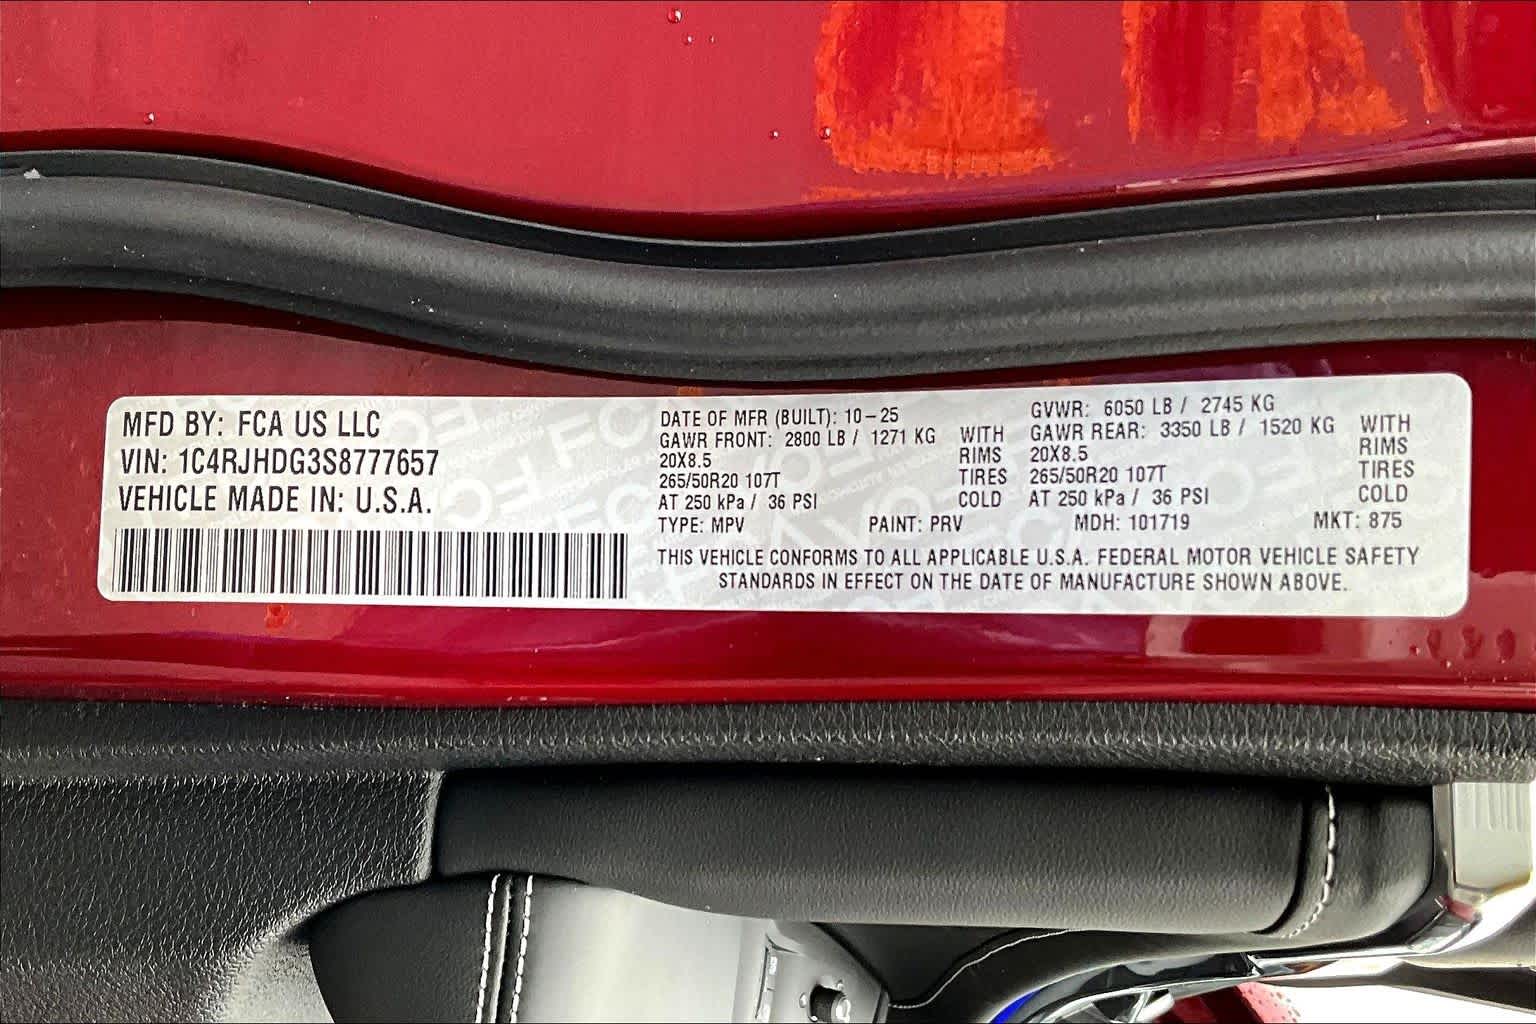 MFD BY: FCA US LLC
VIN: 1C4RJHDG3S8777657
VEHICLE MADE IN: U.S.A.
DATE OF MFR (BUILT): 10-25
GAWR FRONT: 2800 LB / 1271 KG WITH
20X8.5 RIMS
265/50R20 107T TIRES
AT 250 kPa / 36 PSI COLD
GVWR: 6050 LB / 2745 KG
GAWR REAR: 3350 LB / 1520 KG WITH
20X8.5 RIMS
265/50R20 107T TIRES
AT 250 kPa / 36 PSI COLD
TYPE: MPV PAINT: PRV MDH: 101719 MKT: 875
THIS VEHICLE CONFORMS TO ALL APPLICABLE U.S.A. FEDERAL MOTOR VEHICLE SAFETY
STANDARDS IN EFFECT ON THE DATE OF MANUFACTURE SHOWN ABOVE.